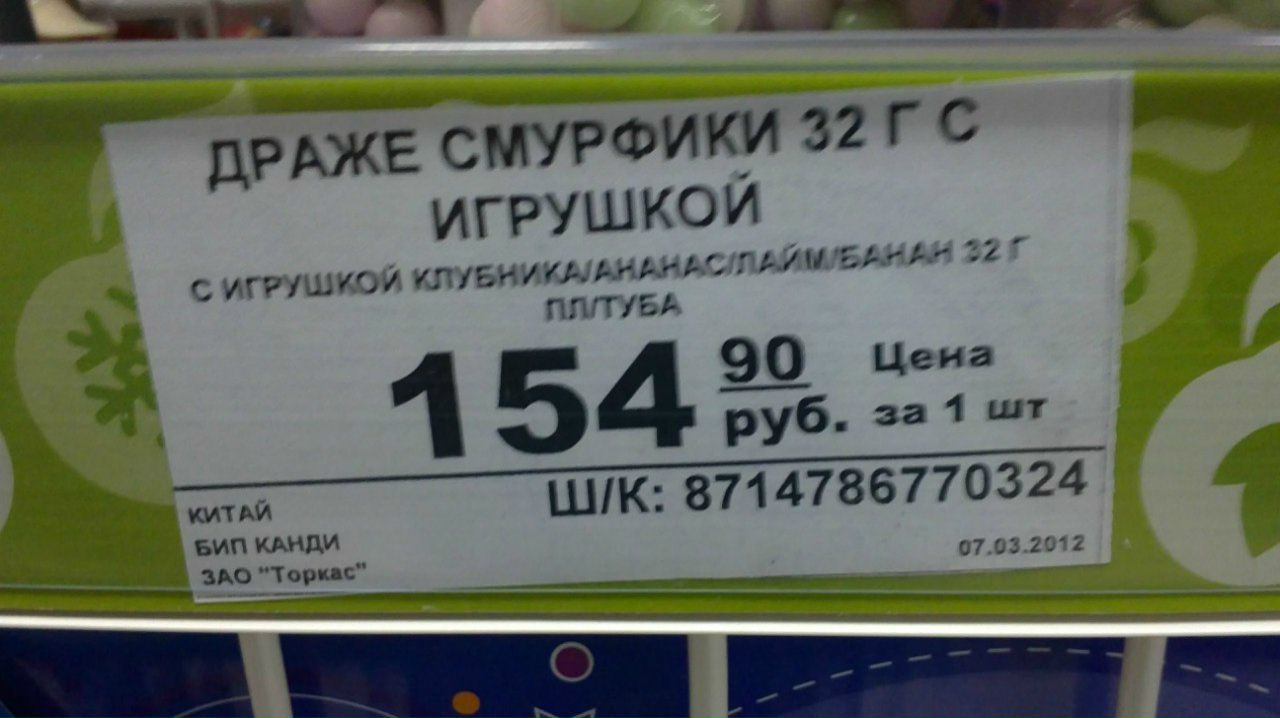 ДРАЖЕ СМУРФИКИ 32 Г С
ИГРУШКОЙ
С ИГРУШКОЙ КЛУБНИКА/АНАНАС/ЛАЙМ/БАНАН 32 Г
ПЛ/ТУБА
154 90 руб. Цена за 1 шт
Ш/К: 8714786770324
КИТАЙ
БИП КАНДИ
ЗАО "Торкас"
07.03.2012